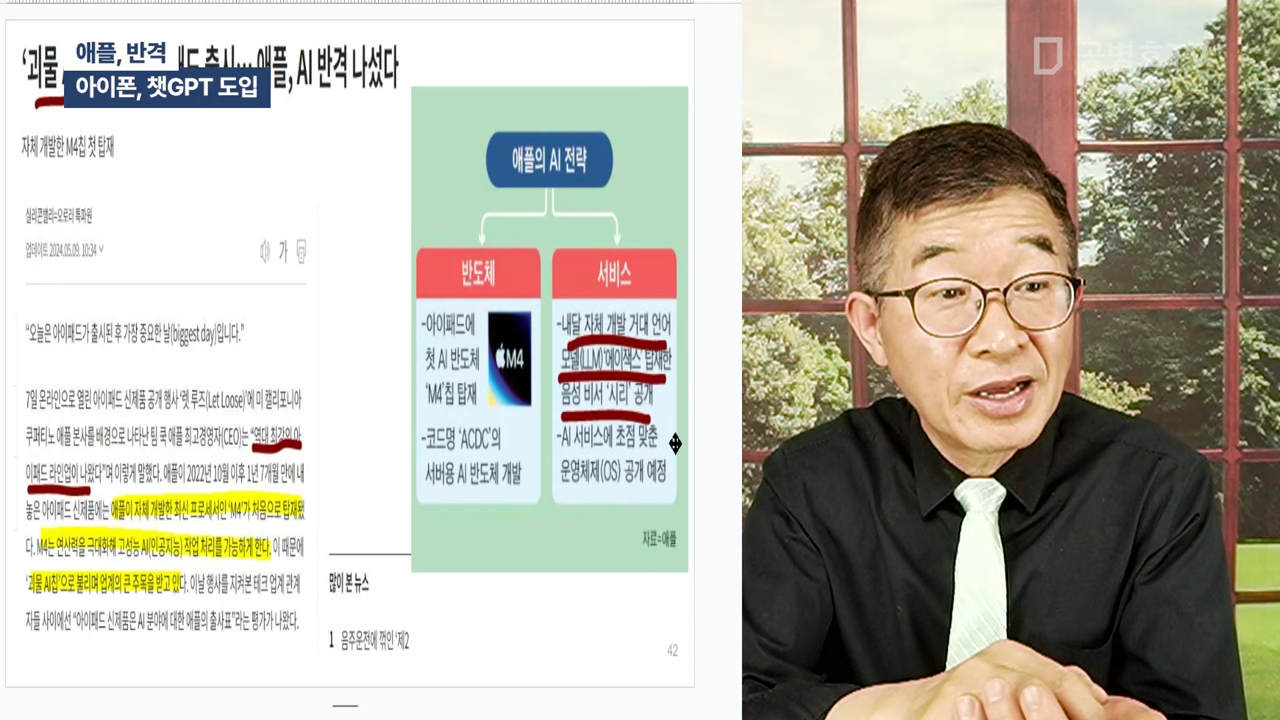 애플, 반격
아이폰, 챗GPT 도입
‘괴물
애플, AI 반격 나섰다
자체 개발한 M4칩 첫 탑재
실리콘밸리=오로라 특파원
업데이트 2024.05.09. 10:34
가
“오늘은 아이패드가 출시된 후 가장 중요한 날(biggest day)입니다.”
7일 온라인으로 열린 아이패드 신제품 공개 행사 ‘렛 루즈(Let Loose)’에 미 캘리포니아
쿠퍼티노 애플 본사를 배경으로 나타난 팀 쿡 애플 최고경영자(CEO)는 “역대 최강의 아
이패드 라인업이 나왔다”며 이렇게 말했다. 애플이 2022년 10월 이후 1년 7개월 만에 내
놓은 아이패드 신제품에는 애플이 자체 개발한 최신 프로세서인 ‘M4’가 처음으로 탑재됐
다. M4는 연산력을 극대화해 고성능 AI(인공지능) 작업 처리를 가능하게 한다. 이 때문에
‘괴물 AI칩’으로 불리며 업계의 큰 주목을 받고 있다. 이날 행사를 지켜본 테크 업계 관계
자들 사이에선 “아이패드 신제품은 AI 분야에 대한 애플의 출사표”라는 평가가 나왔다.
많이 본 뉴스
1 음주운전에 꺾인 ‘제2
애플의 AI 전략
반도체
-아이패드에
첫 AI 반도체
‘M4’칩 탑재
M4
-코드명 ‘ACDC’의
서버용 AI 반도체 개발
서비스
-내달 자체 개발 거대 언어
모델(LLM)‘에이잭스’ 탑재한
음성 비서 ‘시리’ 공개
-AI 서비스에 초점 맞춘
운영체제(OS) 공개 예정
자료=애플
42
공병호